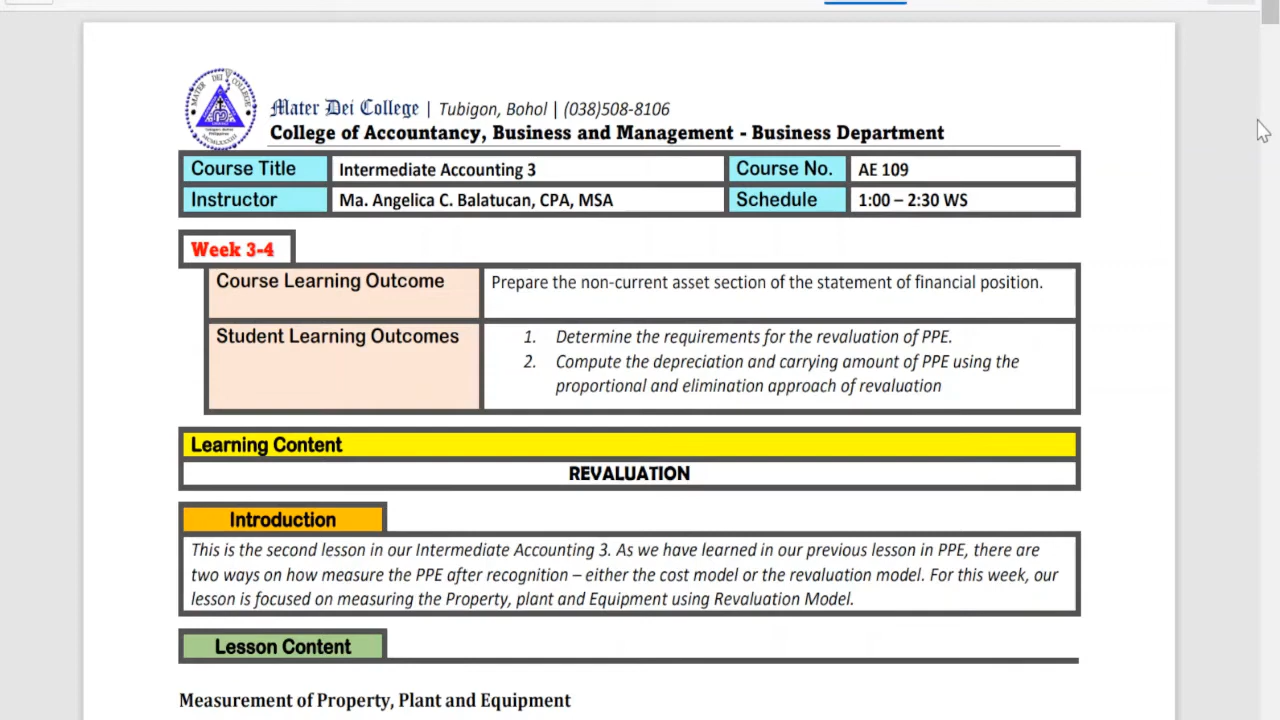 Mater Dei College | Tubigon, Bohol | (038)508-8106
College of Accountancy, Business and Management - Business Department
Course Title Intermediate Accounting 3 Course No. AE 109
Instructor Ma. Angelica C. Balatucan, CPA, MSA Schedule 1:00 – 2:30 WS
Week 3-4
Course Learning Outcome Prepare the non-current asset section of the statement of financial position.
Student Learning Outcomes 1. Determine the requirements for the revaluation of PPE.
2. Compute the depreciation and carrying amount of PPE using the
proportional and elimination approach of revaluation
Learning Content
REVALUATION
Introduction
This is the second lesson in our Intermediate Accounting 3. As we have learned in our previous lesson in PPE, there are
two ways on how measure the PPE after recognition – either the cost model or the revaluation model. For this week, our
lesson is focused on measuring the Property, plant and Equipment using Revaluation Model.
Lesson Content
Measurement of Property, Plant and Equipment